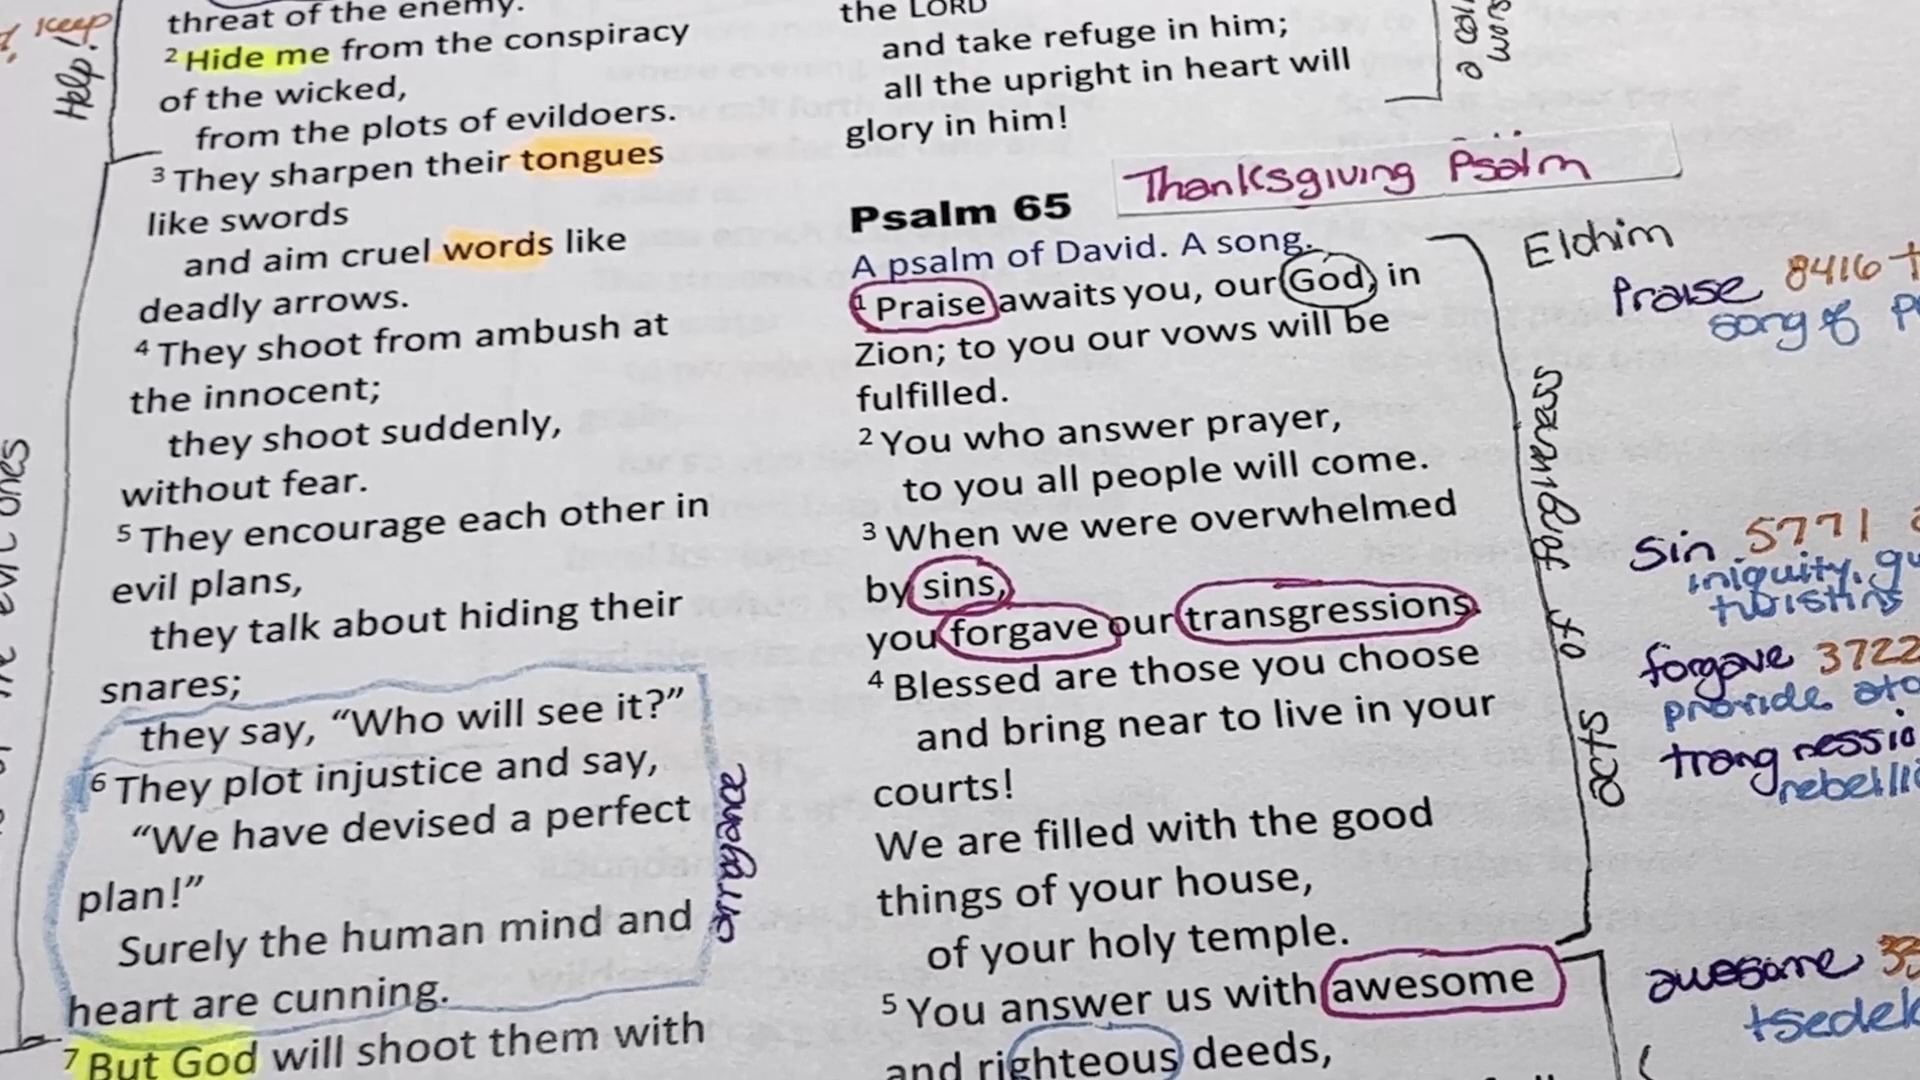 Keep
Help!
threat of the enemy.
2 Hide me from the conspiracy
of the wicked,
from the plots of evildoers.
3 They sharpen their tongues
like swords
and aim cruel words like
deadly arrows.
4 They shoot from ambush at
the innocent;
they shoot suddenly,
without fear.
5 They encourage each other in
evil plans,
they talk about hiding their
snares;
they say, “Who will see it?”
6 They plot injustice and say,
“We have devised a perfect
plan!”
Surely the human mind and
heart are cunning.
7 But God will shoot them with
arrogance
evil ones
the LORD
and take refuge in him;
all the upright in heart will
glory in him!
Thanksgiving Psalm
Psalm 65
A psalm of David. A song.
1 Praise awaits you, our God, in
Zion; to you our vows will be
fulfilled.
2 You who answer prayer,
to you all people will come.
3 When we were overwhelmed
by sins,
you forgave our transgressions.
4 Blessed are those you choose
and bring near to live in your
courts!
We are filled with the good
things of your house,
of your holy temple.
5 You answer us with awesome
and righteous deeds,
acts of forgiveness
Elohim
Praise 8416
song of
Sin 5771
iniquity,
twisting
forgave 3722
provide
awesome